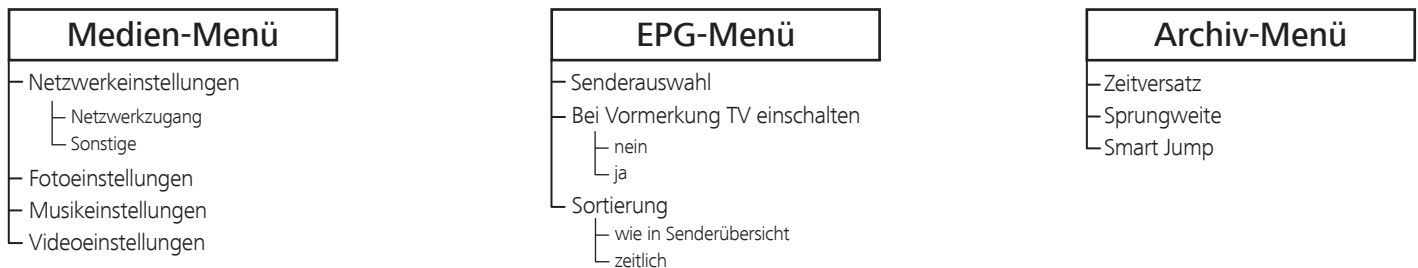 Medien-Menü
Netzwerkeinstellungen
Netzwerkzugang
Sonstige
Fotoeinstellungen
Musikeinstellungen
Videoeinstellungen
EPG-Menü
Senderauswahl
Bei Vormerkung TV einschalten
nein
ja
Sortierung
wie in Senderübersicht
zeitlich
Archiv-Menü
Zeitversatz
Sprungweite
Smart Jump